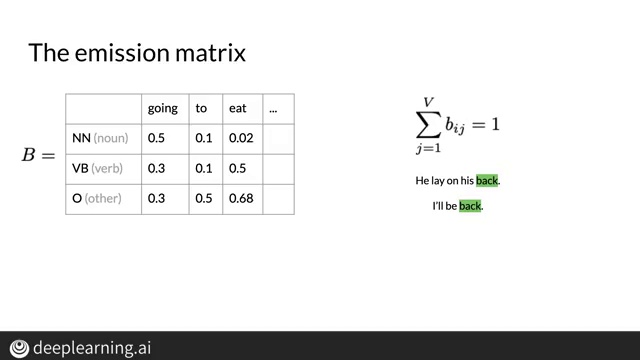 The emission matrix
going to eat ...
B =
NN (noun) 0.5 0.1 0.02
VB (verb) 0.3 0.1 0.5
O (other) 0.3 0.5 0.68
V
∑ b_{ij} = 1
j=1
He lay on his back.
I'll be back.
deeplearning.ai